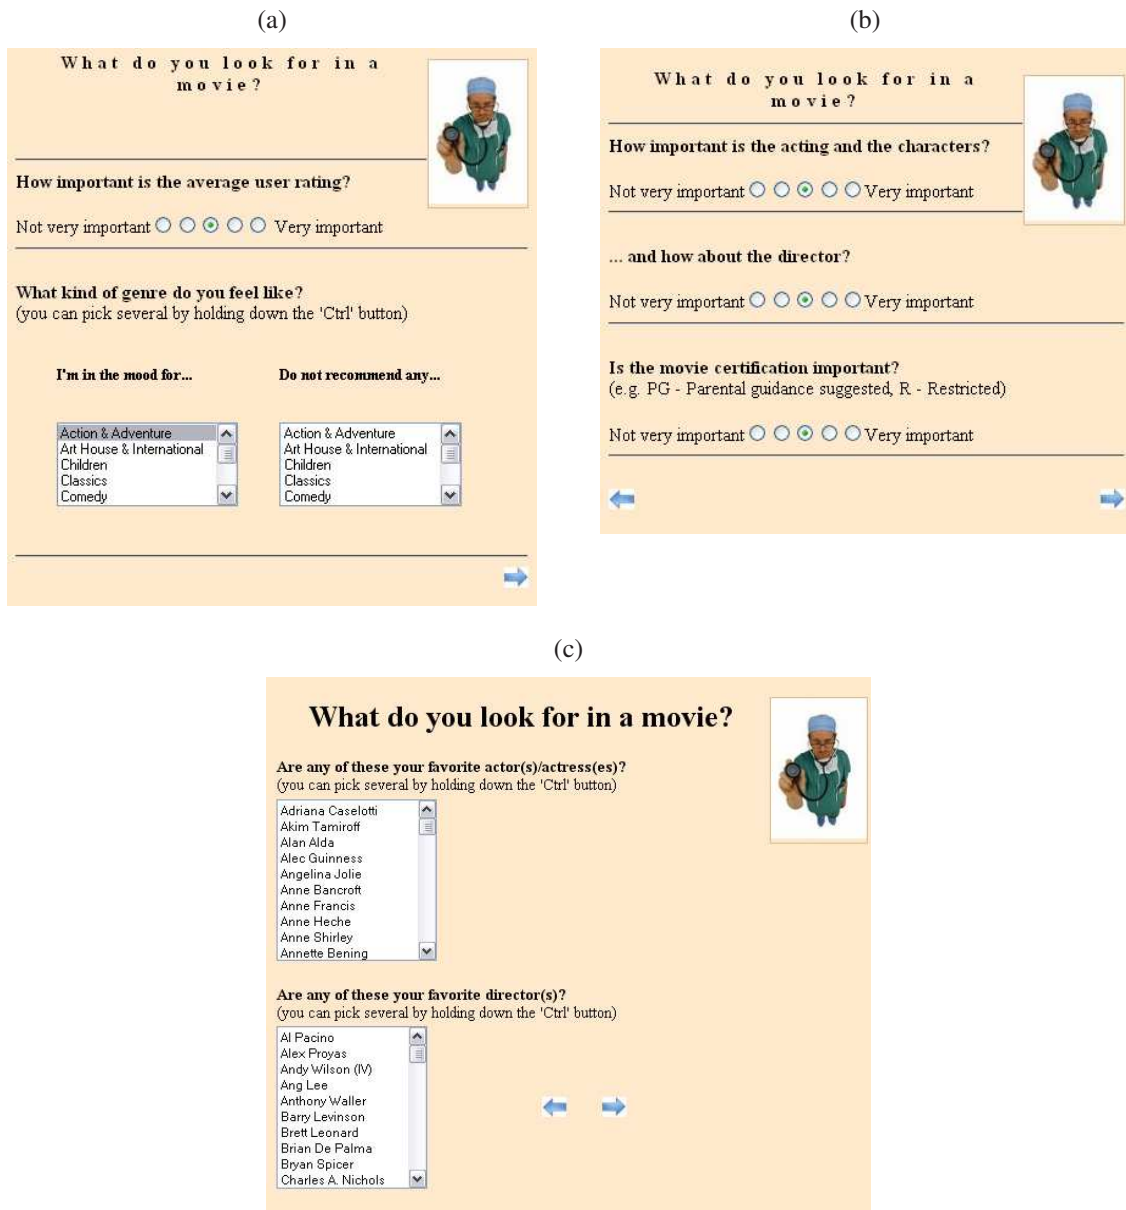 (a)
What do you look for in a
movie?
How important is the average user rating?
Not very important Very important
What kind of genre do you feel like?
(you can pick several by holding down the 'Ctrl' button)
I'm in the mood for...
Do not recommend any...
Action & Adventure
Art House & International
Children
Classics
Comedy
Action & Adventure
Art House & International
Children
Classics
Comedy
(b)
What do you look for in a
movie?
How important is the acting and the characters?
Not very important Very important
... and how about the director?
Not very important Very important
Is the movie certification important?
(e.g. PG - Parental guidance suggested, R - Restricted)
Not very important Very important
(c)
What do you look for in a movie?
Are any of these your favorite actor(s)/actress(es)?
(you can pick several by holding down the 'Ctrl' button)
Adriana Caselotti
Akim Tamiroff
Alan Alda
Alec Guinness
Angelina Jolie
Anne Bancroft
Anne Francis
Anne Heche
Anne Shirley
Annette Bening
Are any of these your favorite director(s)?
(you can pick several by holding down the 'Ctrl' button)
Al Pacino
Alex Proyas
Andy Wilson (IV)
Ang Lee
Anthony Waller
Barry Levinson
Brett Leonard
Brian De Palma
Bryan Spicer
Charles A. Nichols